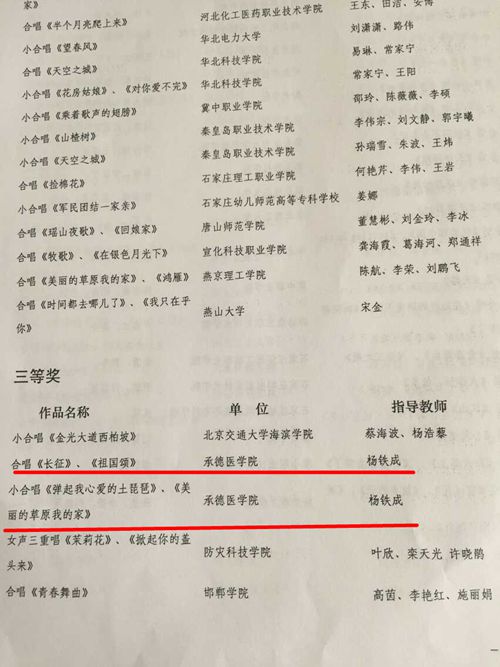 家》
合唱《半个月亮爬上来》 河北化工医药职业学院 王东、田洁、安博
小合唱《望春风》 华北电力大学 刘潇潇、路伟
合唱《天空之城》 华北科技学院 易琳、常家宁
小合唱《花房姑娘》、《对你爱不完》 华北科技学院 常家宁、王阳
小合唱《乘着歌声的翅膀》 冀中职业学院 邵玲、陈薇薇、李硕
小合唱《山楂树》 秦皇岛职业技术学院 李伟宗、刘文静、郭宇曦
小合唱《天空之城》 秦皇岛职业技术学院 孙瑞雪、朱波、王炜
合唱《捡棉花》 石家庄理工职业学院 何艳芹、李伟、王岩
小合唱《军民团结一家亲》 石家庄幼儿师范高等专科学校 姜娜
合唱《瑶山夜歌》、《回娘家》 唐山师范学院 董慧彬、刘金玲、李冰
合唱《牧歌》、《在银色月光下》 宣化科技职业学院 龚海霞、葛海河、郑通祥
合唱《美丽的草原我的家》、《鸿雁》 燕京理工学院 陈航、李荣、刘鹏飞
合唱《时间都去哪儿了》、《我只在乎 燕山大学 宋金
你》
三等奖
作品名称 单 位 指导教师
小合唱《金光大道西柏坡》 北京交通大学海滨学院 蔡海波、杨浩藜
合唱《长征》、《祖国颂》 承德医学院 杨铁成
小合唱《弹起我心爱的土琵琶》、《美 承德医学院 杨铁成
丽的草原我的家》
女声三重唱《茉莉花》、《掀起你的盖 防灾科技学院 叶欣、栾天光 许晓鹃
头来》
合唱《青春舞曲》 邯郸学院 高茵、李艳红、施丽娟